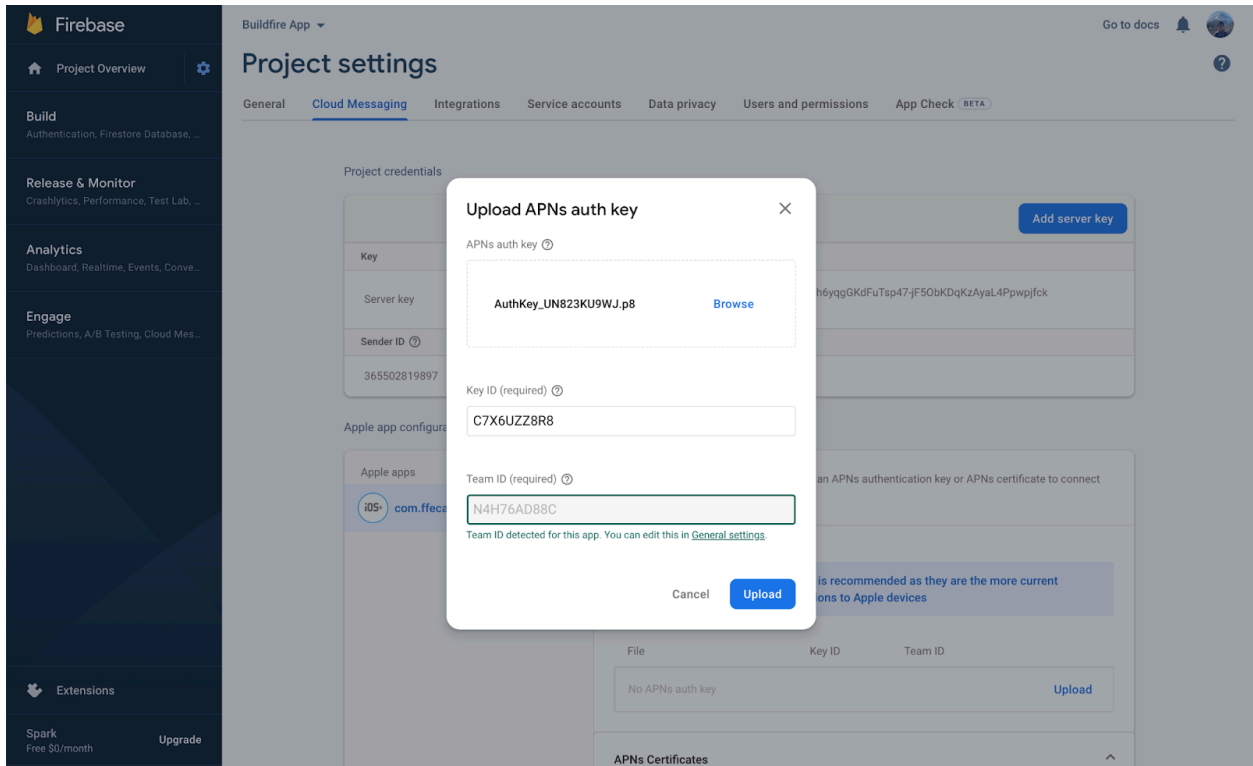 Firebase
Buildfire App
Go to docs
Project Overview
Project settings
General Cloud Messaging Integrations Service accounts Data privacy Users and permissions App Check BETA
Build
Authentication, Firestore Database, ...
Release & Monitor
Crashlytics, Performance, Test Lab, ...
Analytics
Dashboard, Realtime, Events, Conve...
Engage
Predictions, A/B Testing, Cloud Mes...
Extensions
Spark
Free $0/month
Upgrade
Project credentials
Add server key
Key
Server key
h6yqgGKdFuTsp47-jF5ObKDqKzAyaL4Ppwpjfck
Sender ID
365502819897
Apple app configura
Apple apps
iOS+
com.ffeca
an APNs authentication key or APNs certificate to connect
is recommended as they are the more current
ons to Apple devices
File Key ID Team ID
No APNs auth key Upload
APNs Certificates
Upload APNs auth key
APNs auth key
AuthKey_UN823KU9WJ.p8 Browse
Key ID (required)
C7X6UZZ8R8
Team ID (required)
N4H76AD88C
Team ID detected for this app. You can edit this in General settings.
Cancel Upload